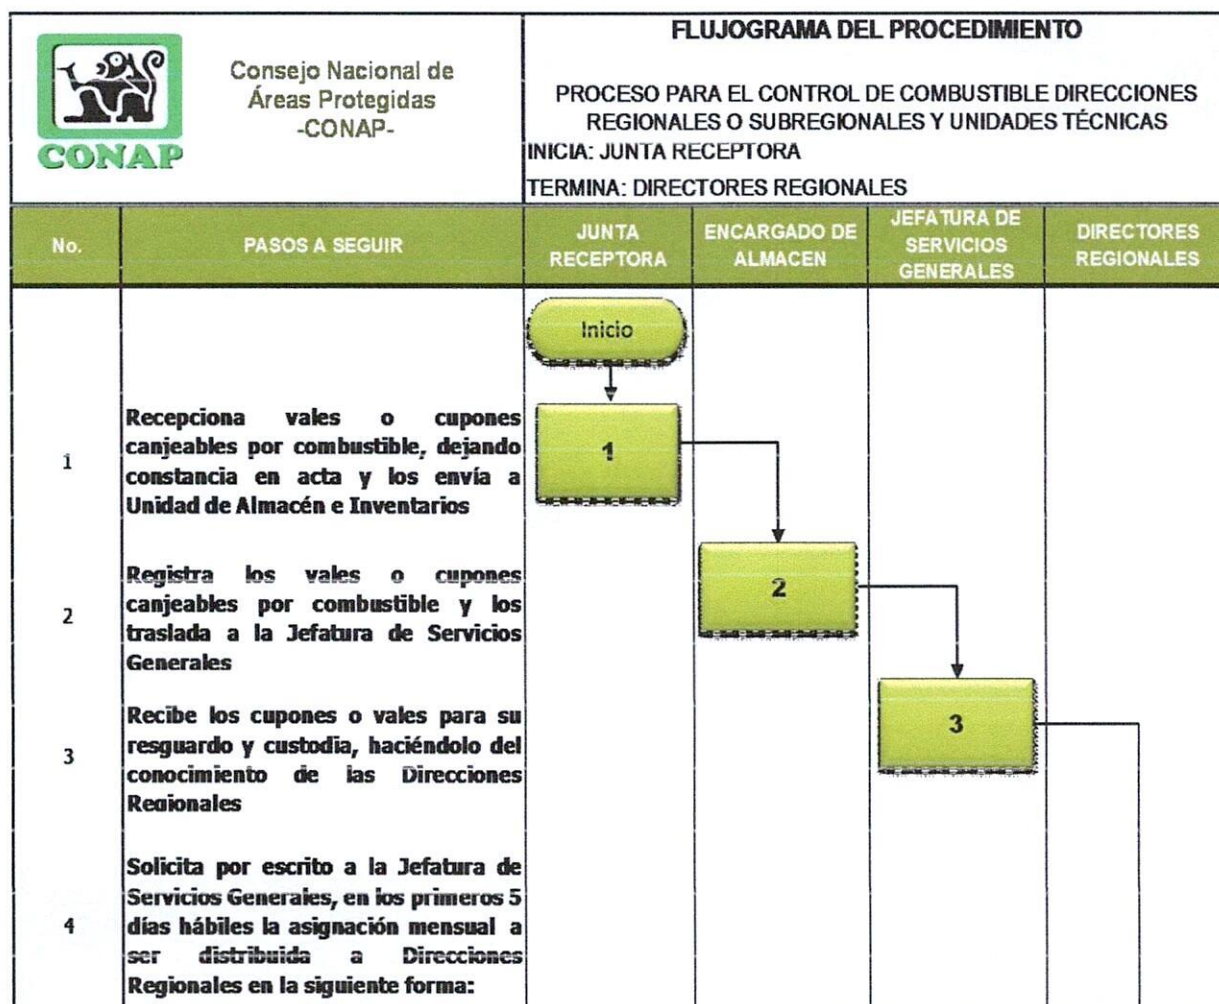 CONAP
Consejo Nacional de
Áreas Protegidas
-CONAP-
FLUJOGRAMA DEL PROCEDIMIENTO
PROCESO PARA EL CONTROL DE COMBUSTIBLE DIRECCIONES
REGIONALES O SUBREGIONALES Y UNIDADES TÉCNICAS
INICIA: JUNTA RECEPTORA
TERMINA: DIRECTORES REGIONALES
No.
PASOS A SEGUIR
JUNTA
RECEPTORA
ENCARGADO DE
ALMACEN
JEFATURA DE
SERVICIOS
GENERALES
DIRECTORES
REGIONALES
Inicio
1
Recepciona vales o cupones
canjeables por combustible, dejando
constancia en acta y los envía a
Unidad de Almacén e Inventarios
1
2
Registra los vales o cupones
canjeables por combustible y los
traslada a la Jefatura de Servicios
Generales
2
3
Recibe los cupones o vales para su
resguardo y custodia, haciéndolo del
conocimiento de las Direcciones
Regionales
3
4
Solicita por escrito a la Jefatura de
Servicios Generales, en los primeros 5
días hábiles la asignación mensual a
ser distribuida a Direcciones
Regionales en la siguiente forma: